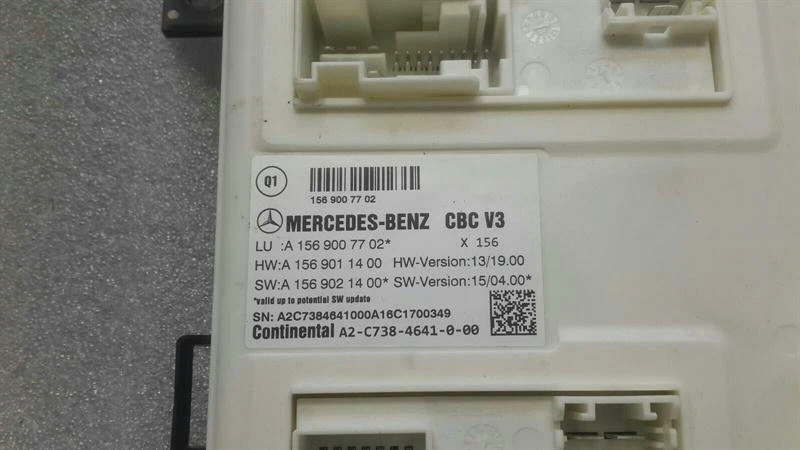 Q1
156 900 77 02
MERCEDES-BENZ CBC V3
LU :A 156 900 77 02* X 156
HW:A 156 901 14 00 HW-Version:13/19.00
SW:A 156 902 14 00* SW-Version:15/04.00*
*valid up to potential SW update
SN: A2C7384641000A16C1700349
Continental A2-C738-4641-0-00